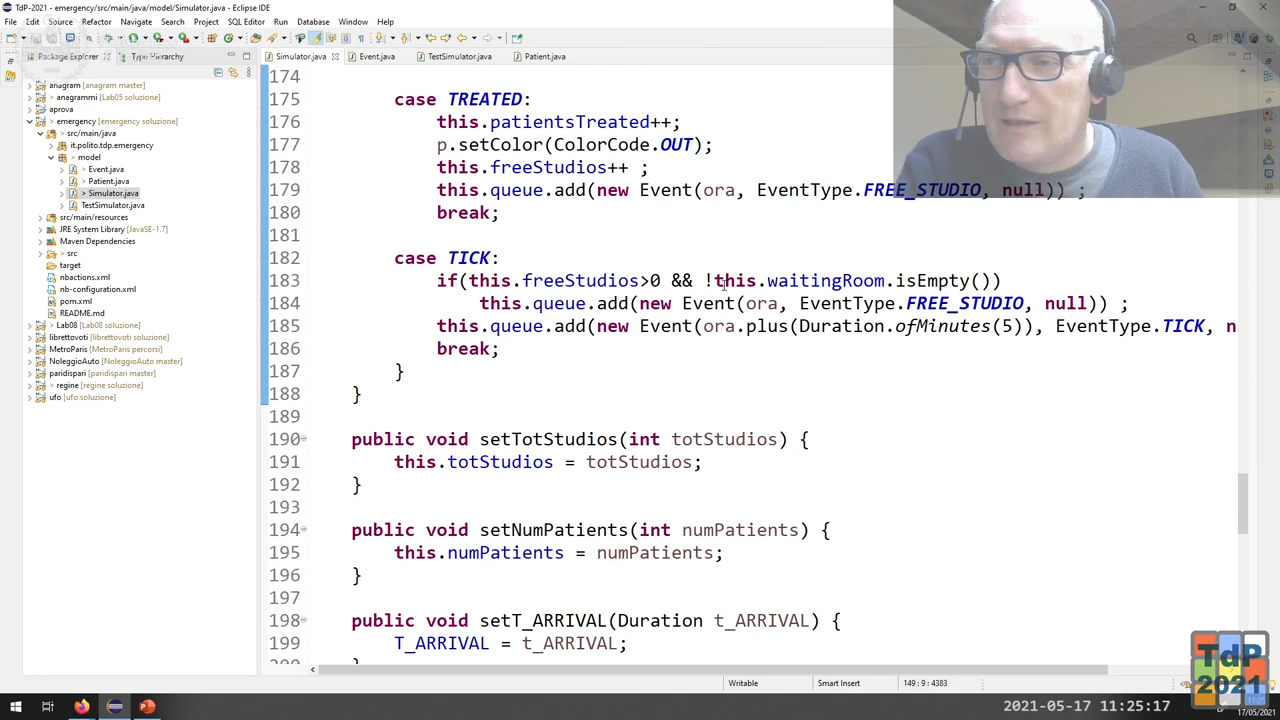 TdP-2021 - emergency/src/main/java/model/Simulator.java - Eclipse IDE
File Edit Source Refactor Navigate Search Project SQL Editor Run Database Window Help
Package Explorer Type Hierarchy
Simulator.java Event.java TestSimulator.java Patient.java
anagram [anagram master]
> anagrammi [Lab05 soluzione]
> aprova
> emergency [emergency soluzione]
> src/main/java
it.polito.tdp.emergency
> model
> Event.java
> Patient.java
> Simulator.java
> TestSimulator.java
src/main/resources
JRE System Library [JavaSE-1.7]
Maven Dependencies
> src
target
nbactions.xml
nb-configuration.xml
pom.xml
README.md
> Lab08 [Lab08 soluzione]
librettovoti [librettovoti soluzione]
> MetroParis [MetroParis percorsi]
NoleggioAuto [NoleggioAuto master]
paridispari [paridispari master]
> regine [regine soluzione]
ufo [ufo soluzione]
174
175 case TREATED:
176 this.patientsTreated++;
177 p.setColor(ColorCode.OUT);
178 this.freeStudios++ ;
179 this.queue.add(new Event(ora, EventType.FREE_STUDIO, null)) ;
180 break;
181
182 case TICK:
183 if(this.freeStudios>0 && !this.waitingRoom.isEmpty())
184 this.queue.add(new Event(ora, EventType.FREE_STUDIO, null)) ;
185 this.queue.add(new Event(ora.plus(Duration.ofMinutes(5)), EventType.TICK, n
186 break;
187 }
188 }
189
190 public void setTotStudios(int totStudios) {
191 this.totStudios = totStudios;
192 }
193
194 public void setNumPatients(int numPatients) {
195 this.numPatients = numPatients;
196 }
197
198 public void setT_ARRIVAL(Duration t_ARRIVAL) {
199 T_ARRIVAL = t_ARRIVAL;
Writable Smart Insert 149 : 9 : 4383
TdP
2021
2021-05-17 11:25:17
17/05/2021